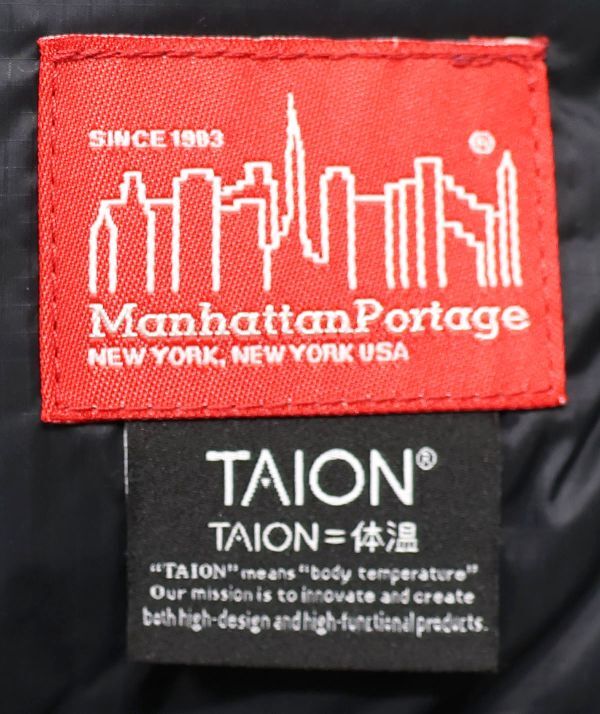 SINCE 1983
®
ManhattanPortage
NEW YORK, NEW YORK USA
TAION®
TAION=体温
"TAION" means "body temperature"
Our mission is to innovate and create
both high-design and high-functional products.